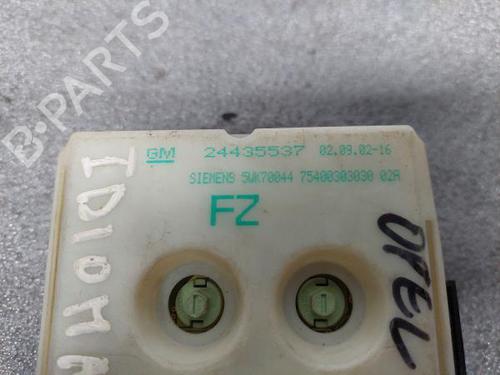 B-PARTS
GM 24435537 02.09.02-16
SIEMENS 5WK70044 75400303030 02A
FZ
OPEL